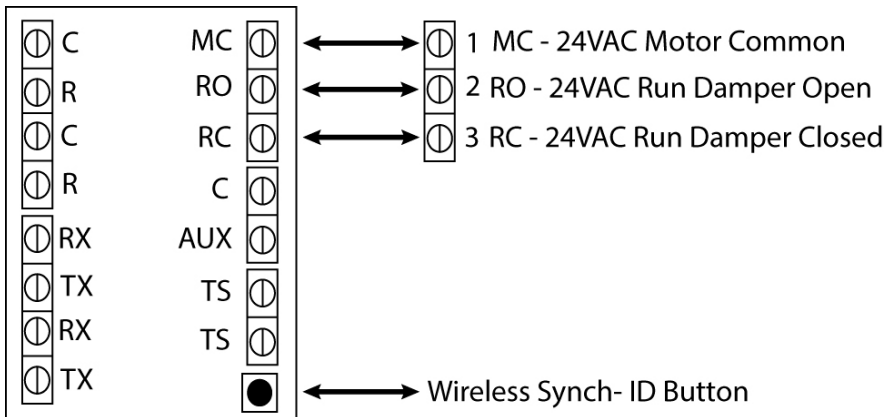 C MC 1 MC - 24VAC Motor Common
R RO 2 RO - 24VAC Run Damper Open
C RC 3 RC - 24VAC Run Damper Closed
R C
RX AUX
TX TS
RX TS
TX Wireless Synch- ID Button